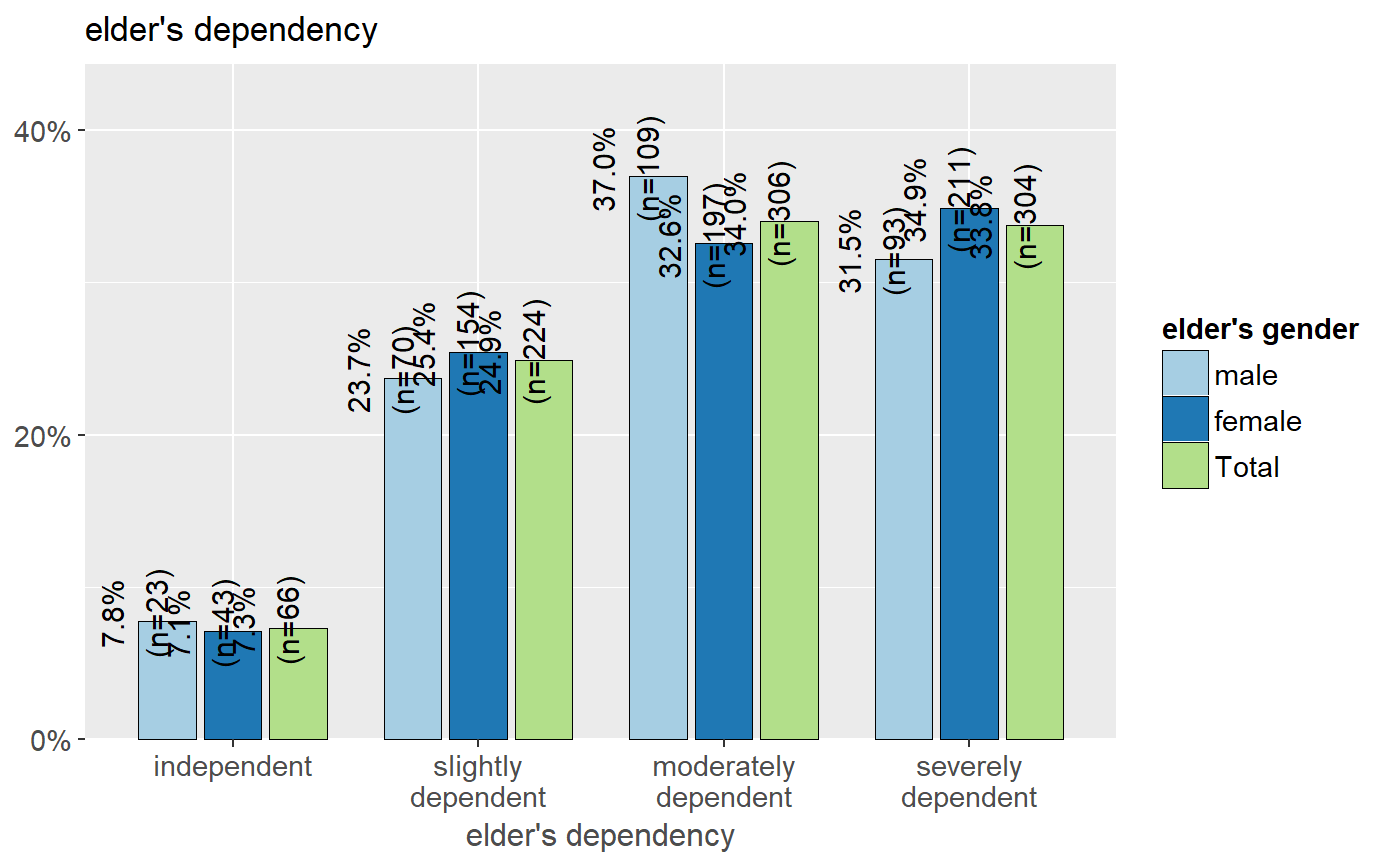 elder's dependency
40%
20%
0%
7.8%
(n=23)
7.1%
(n=43)
7.3%
(n=66)
23.7%
(n=70)
25.4%
(n=154)
24.9%
(n=224)
37.0%
(n=109)
32.6%
(n=197)
34.0%
(n=306)
31.5%
(n=93)
34.9%
(n=211)
33.8%
(n=304)
independent
slightly
dependent
moderately
dependent
severely
dependent
elder's dependency
elder's gender
male
female
Total